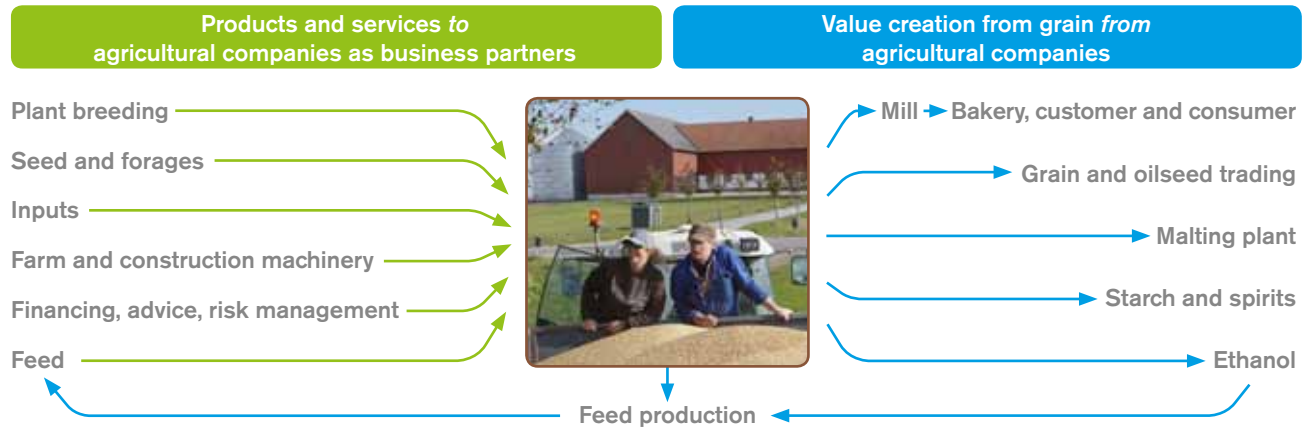 Products and services to
agricultural companies as business partners
Value creation from grain from
agricultural companies
Plant breeding
Seed and forages
Inputs
Farm and construction machinery
Financing, advice, risk management
Feed
Mill
Bakery, customer and consumer
Grain and oilseed trading
Malting plant
Starch and spirits
Ethanol
Feed production